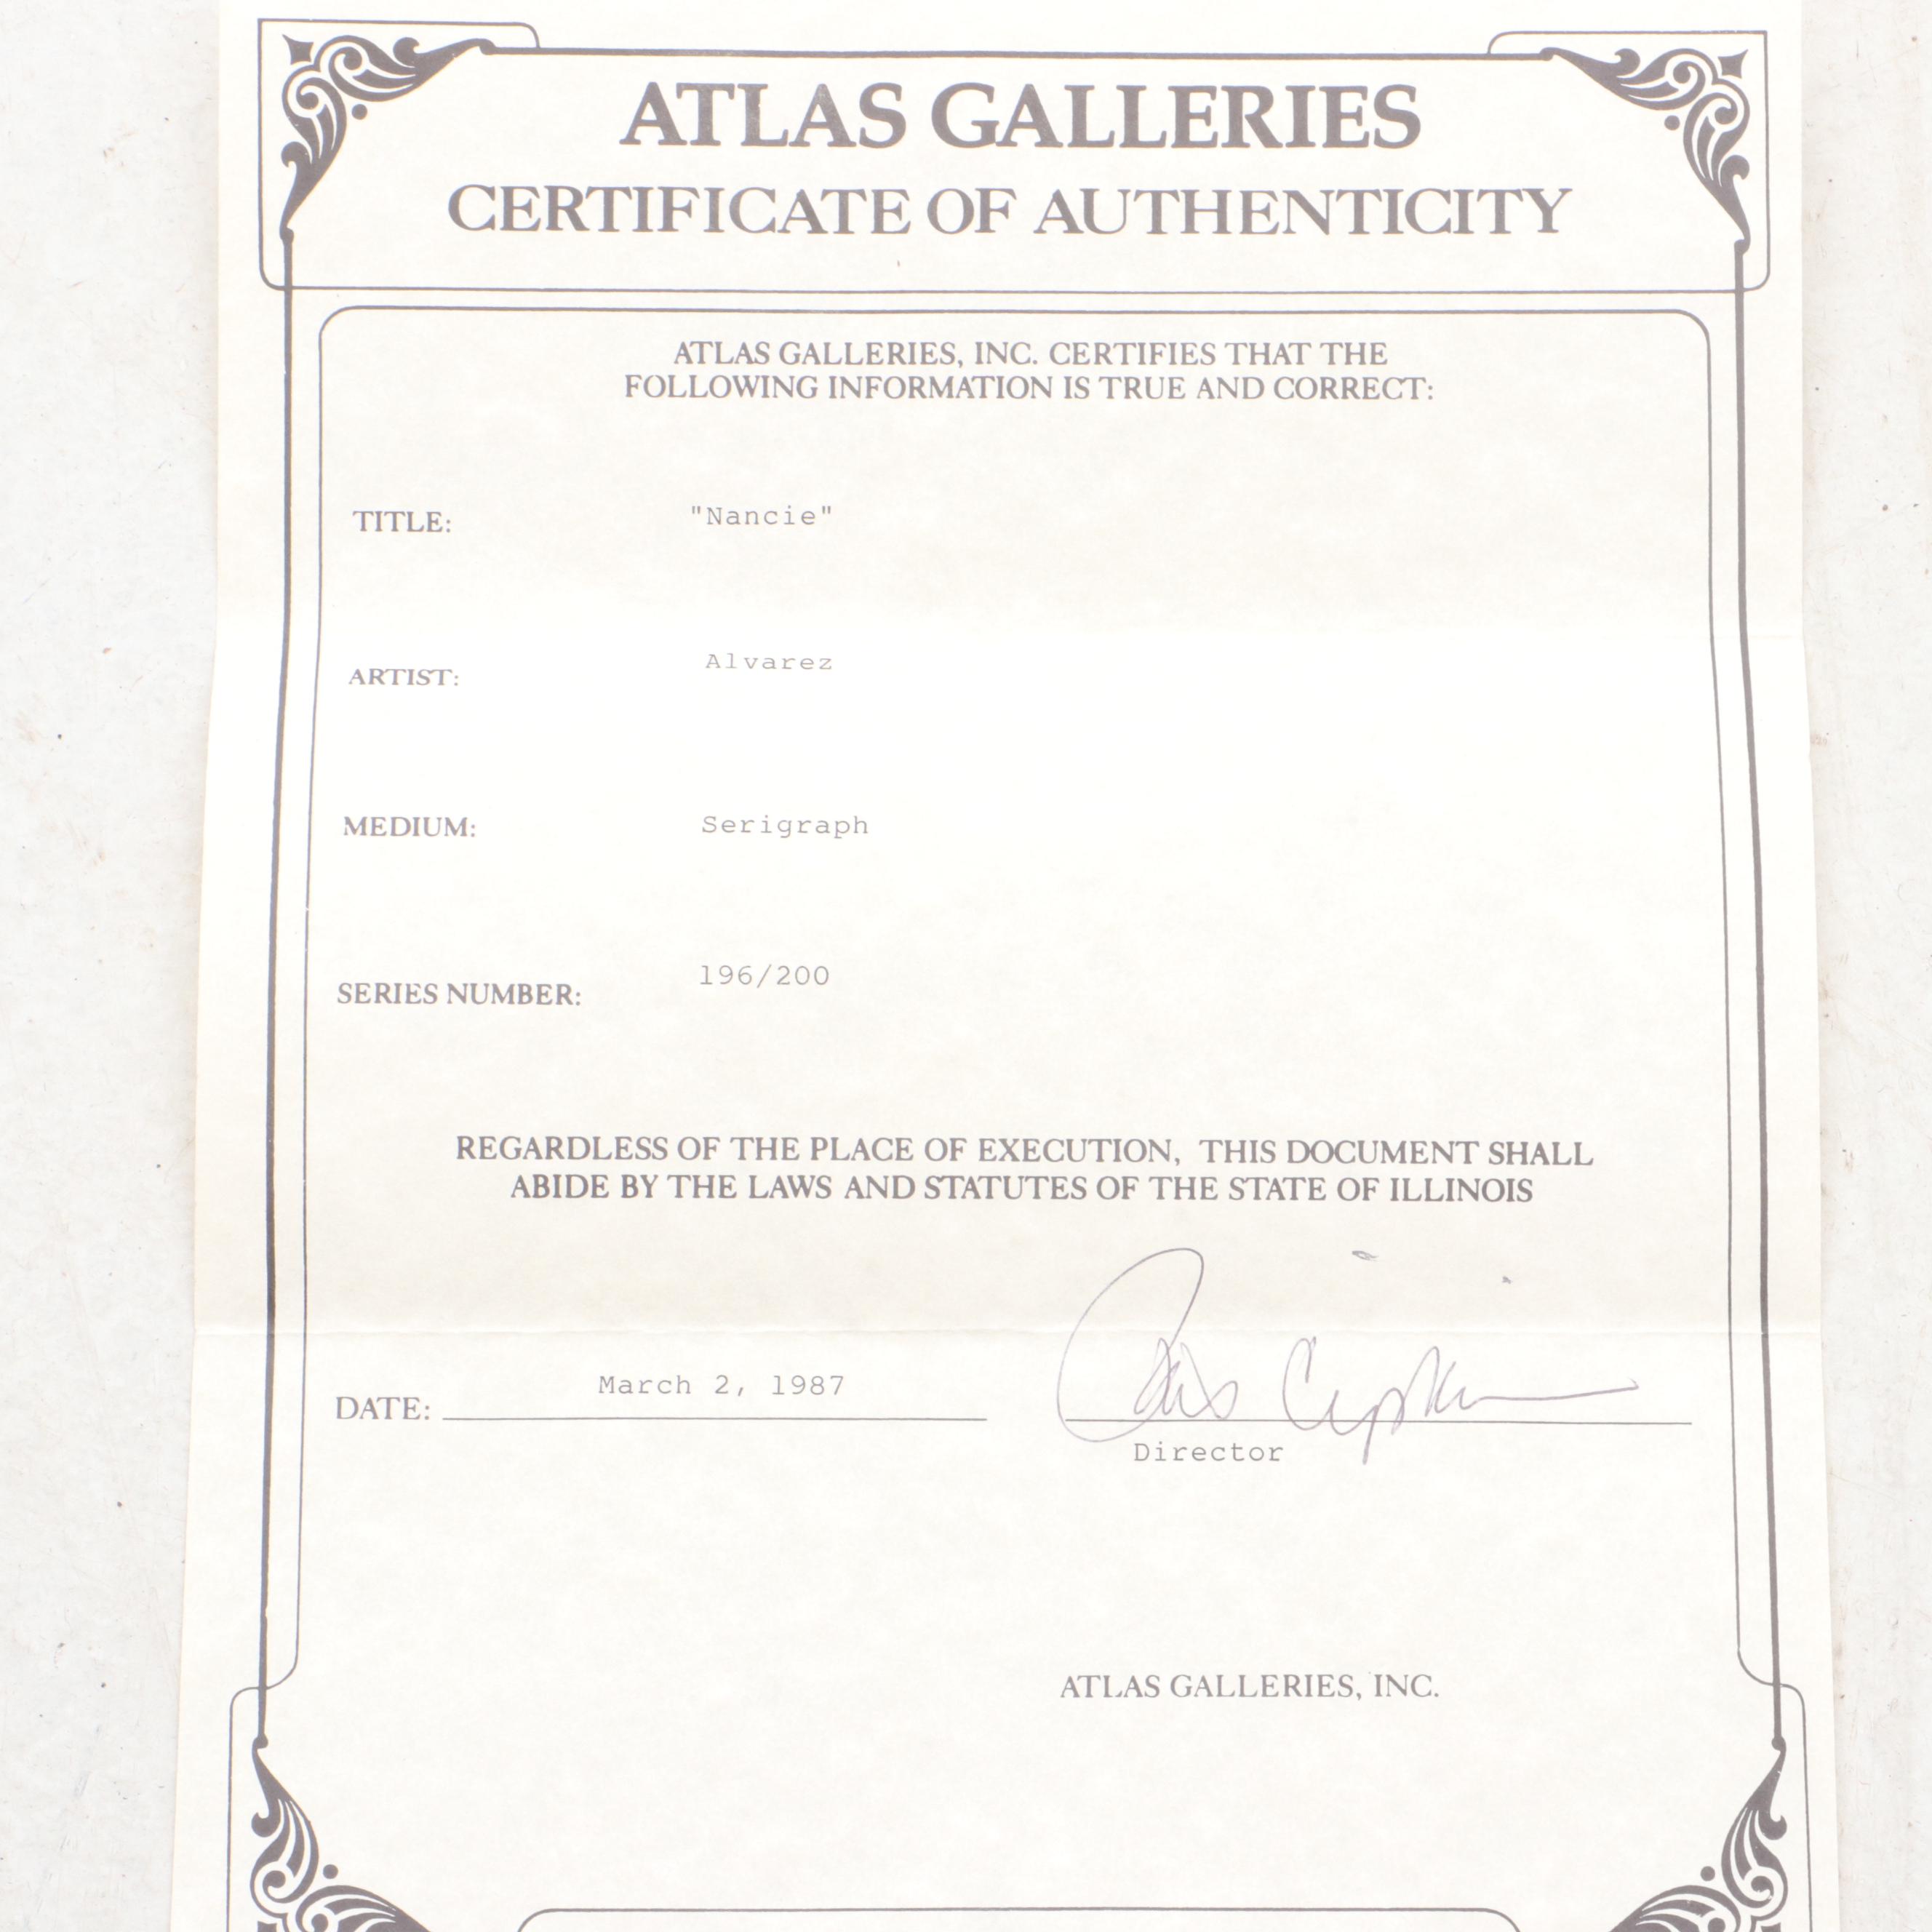 ATLAS GALLERIES
CERTIFICATE OF AUTHENTICITY
ATLAS GALLERIES, INC. CERTIFIES THAT THE
FOLLOWING INFORMATION IS TRUE AND CORRECT:
TITLE: "Nancie"
ARTIST: Alvarez
MEDIUM: Serigraph
SERIES NUMBER: 196/200
REGARDLESS OF THE PLACE OF EXECUTION, THIS DOCUMENT SHALL
ABIDE BY THE LAWS AND STATUTES OF THE STATE OF ILLINOIS
DATE: March 2, 1987
Director
ATLAS GALLERIES, INC.